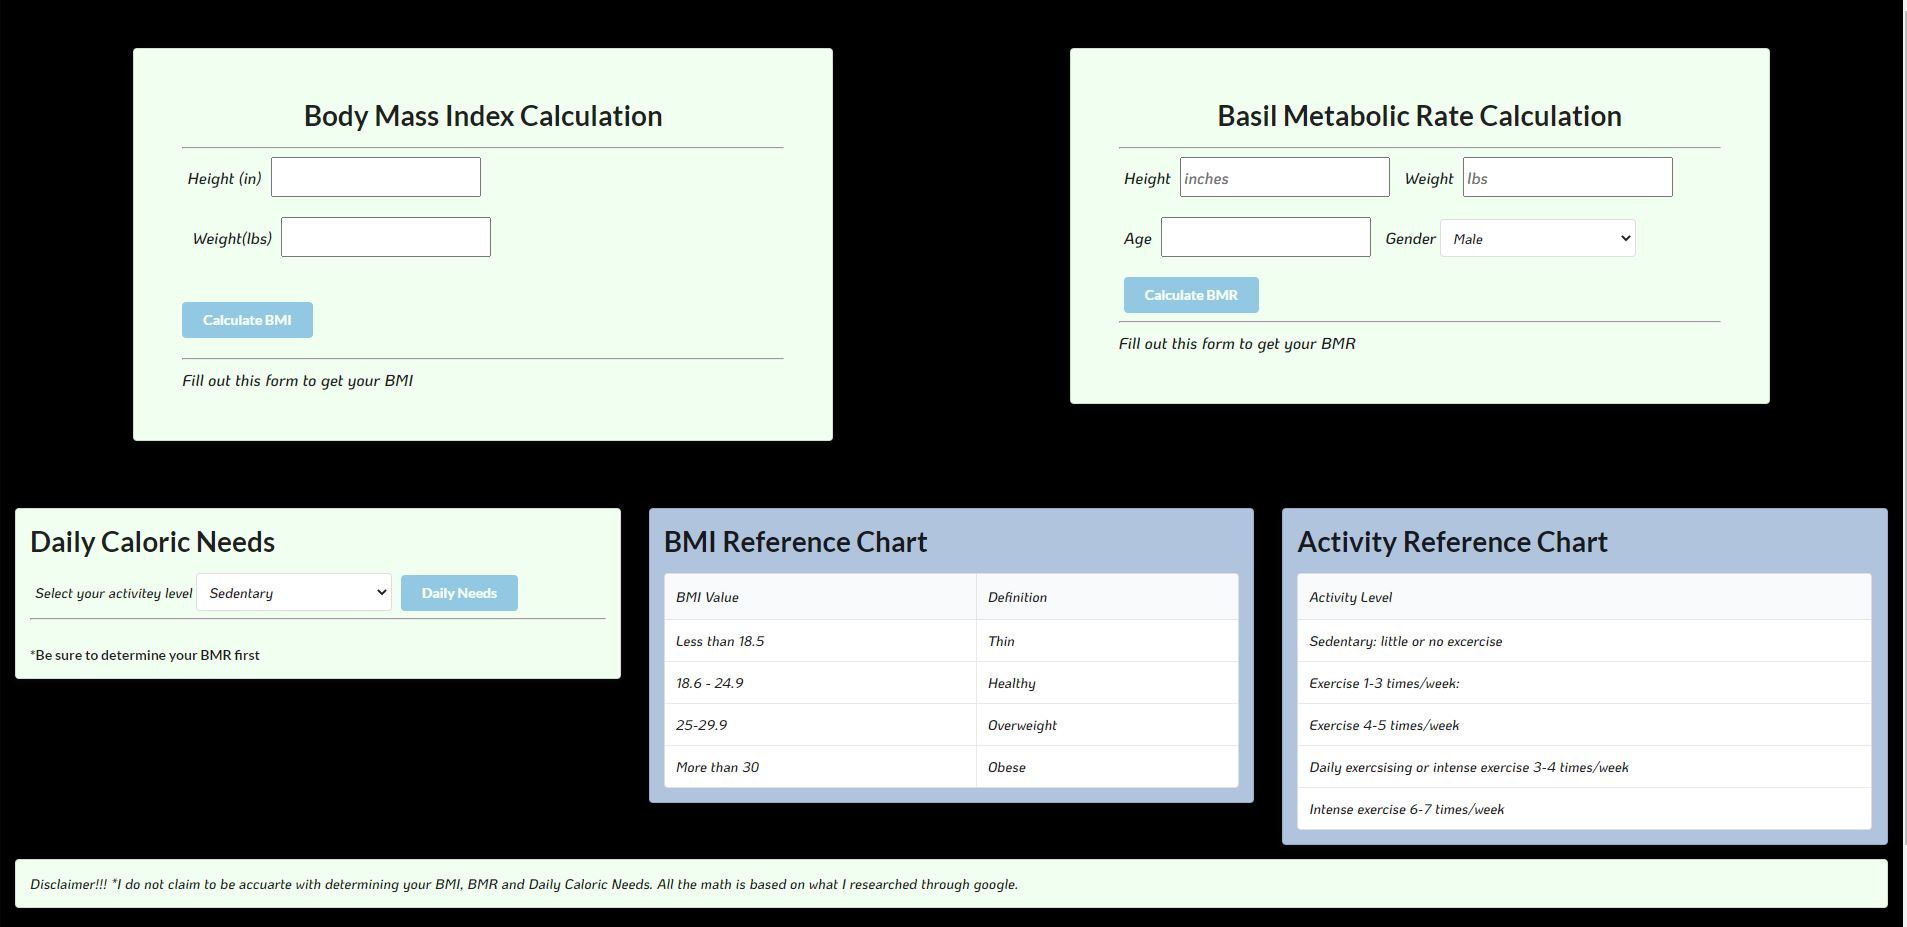 Body Mass Index Calculation
Height (in)
Weight(lbs)
Calculate BMI
Fill out this form to get your BMI
Basil Metabolic Rate Calculation
Height inches Weight lbs
Age Gender Male
Calculate BMR
Fill out this form to get your BMR
Daily Caloric Needs
Select your activitey level Sedentary Daily Needs
*Be sure to determine your BMR first
BMI Reference Chart
BMI Value Definition
Less than 18.5 Thin
18.6 - 24.9 Healthy
25-29.9 Overweight
More than 30 Obese
Activity Reference Chart
Activity Level
Sedentary: little or no excercise
Exercise 1-3 times/week:
Exercise 4-5 times/week
Daily exercsising or intense exercise 3-4 times/week
Intense exercise 6-7 times/week
Disclaimer!!! *I do not claim to be accuarte with determining your BMI, BMR and Daily Caloric Needs. All the math is based on what I researched through google.